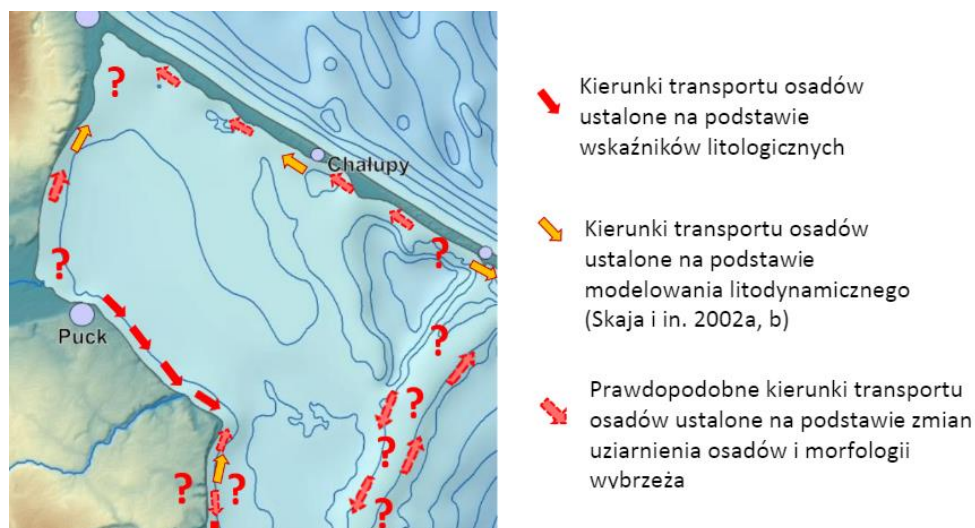 ?
?
Chałupy
?
?
Puck
?
?
?
?
?
?
Kierunki transportu osadów
ustalone na podstawie
wskaźników litologicznych
Kierunki transportu osadów
ustalone na podstawie
modelowania litodynamicznego
(Skaja i in. 2002a, b)
Prawdopodobne kierunki transportu
osadów ustalone na podstawie zmian
uziarnienia osadów i morfologii
wybrzeża